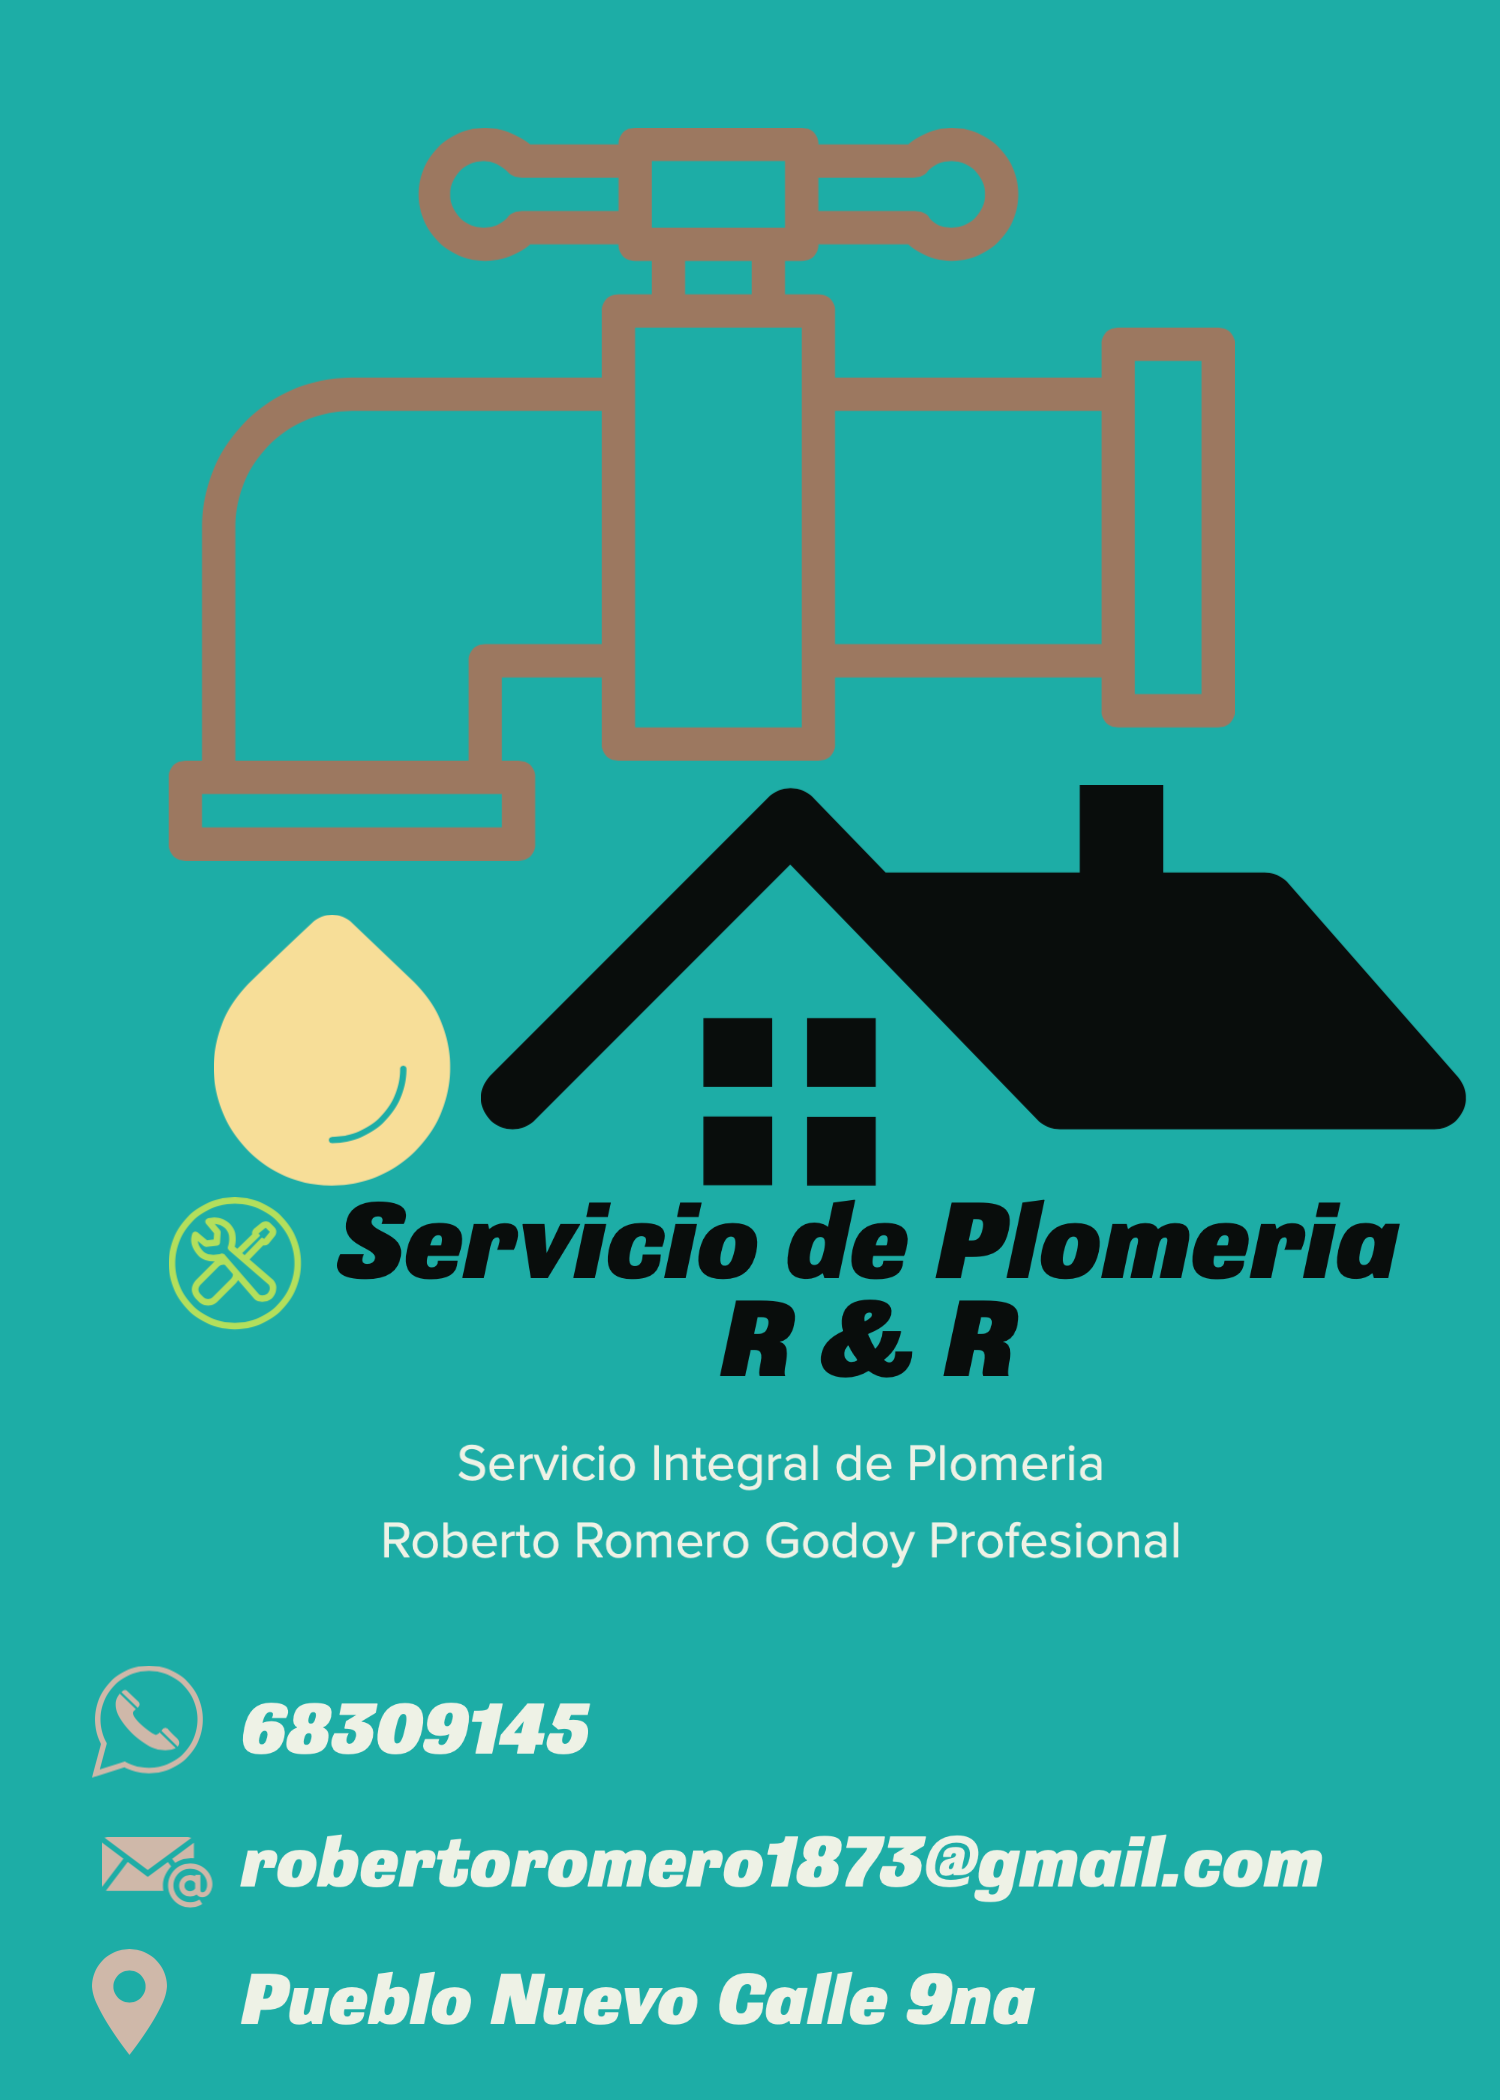 Servicio de Plomeria
R & R
Servicio Integral de Plomeria
Roberto Romero Godoy Profesional
68309145
robertoromero1873@gmail.com
Pueblo Nuevo Calle 9na